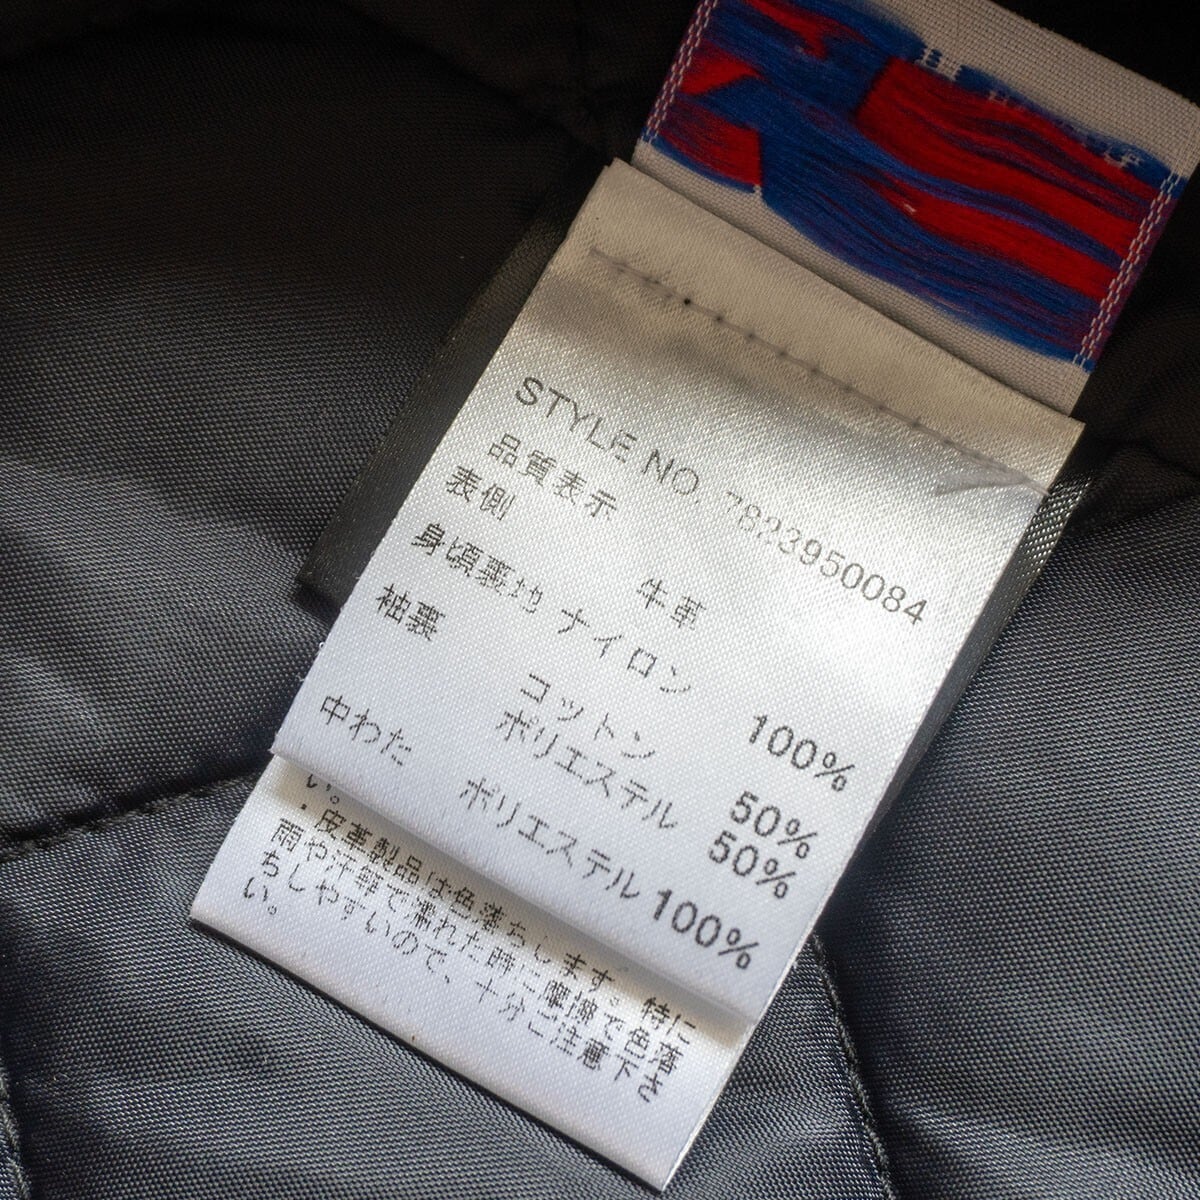 STYLE NO. 7823950084
品質表示
表側 牛革
身頃裏地 ナイロン 100%
袖裏 コットン 50%
ポリエステル 50%
中わた ポリエステル 100%
い。
・皮革製品は色落ちします。特に
雨や汗等で濡れた時に摩擦で色落
ちしやすいので、十分ご注意下さ
い。